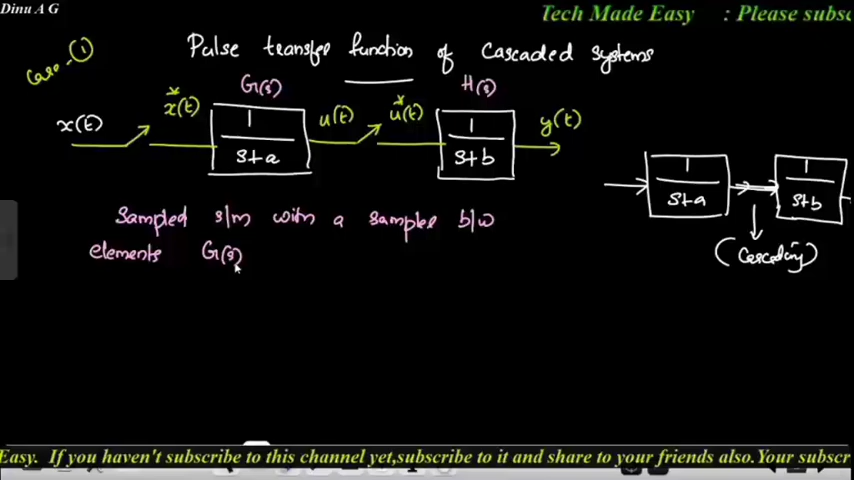 Dinu A G
Tech Made Easy : Please subsc
Case-①
Pulse transfer function of Cascaded systems
G(s)
H(s)
x(t)
x*(t)
1
s+a
u(t)
u*(t)
1
s+b
y(t)
1
s+a
1
s+b
(Cascading)
Sampled s/m with a sampler b/w
elements G(s)
Easy. If you haven't subscribe to this channel yet,subscribe to it and share to your friends also.Your subscr